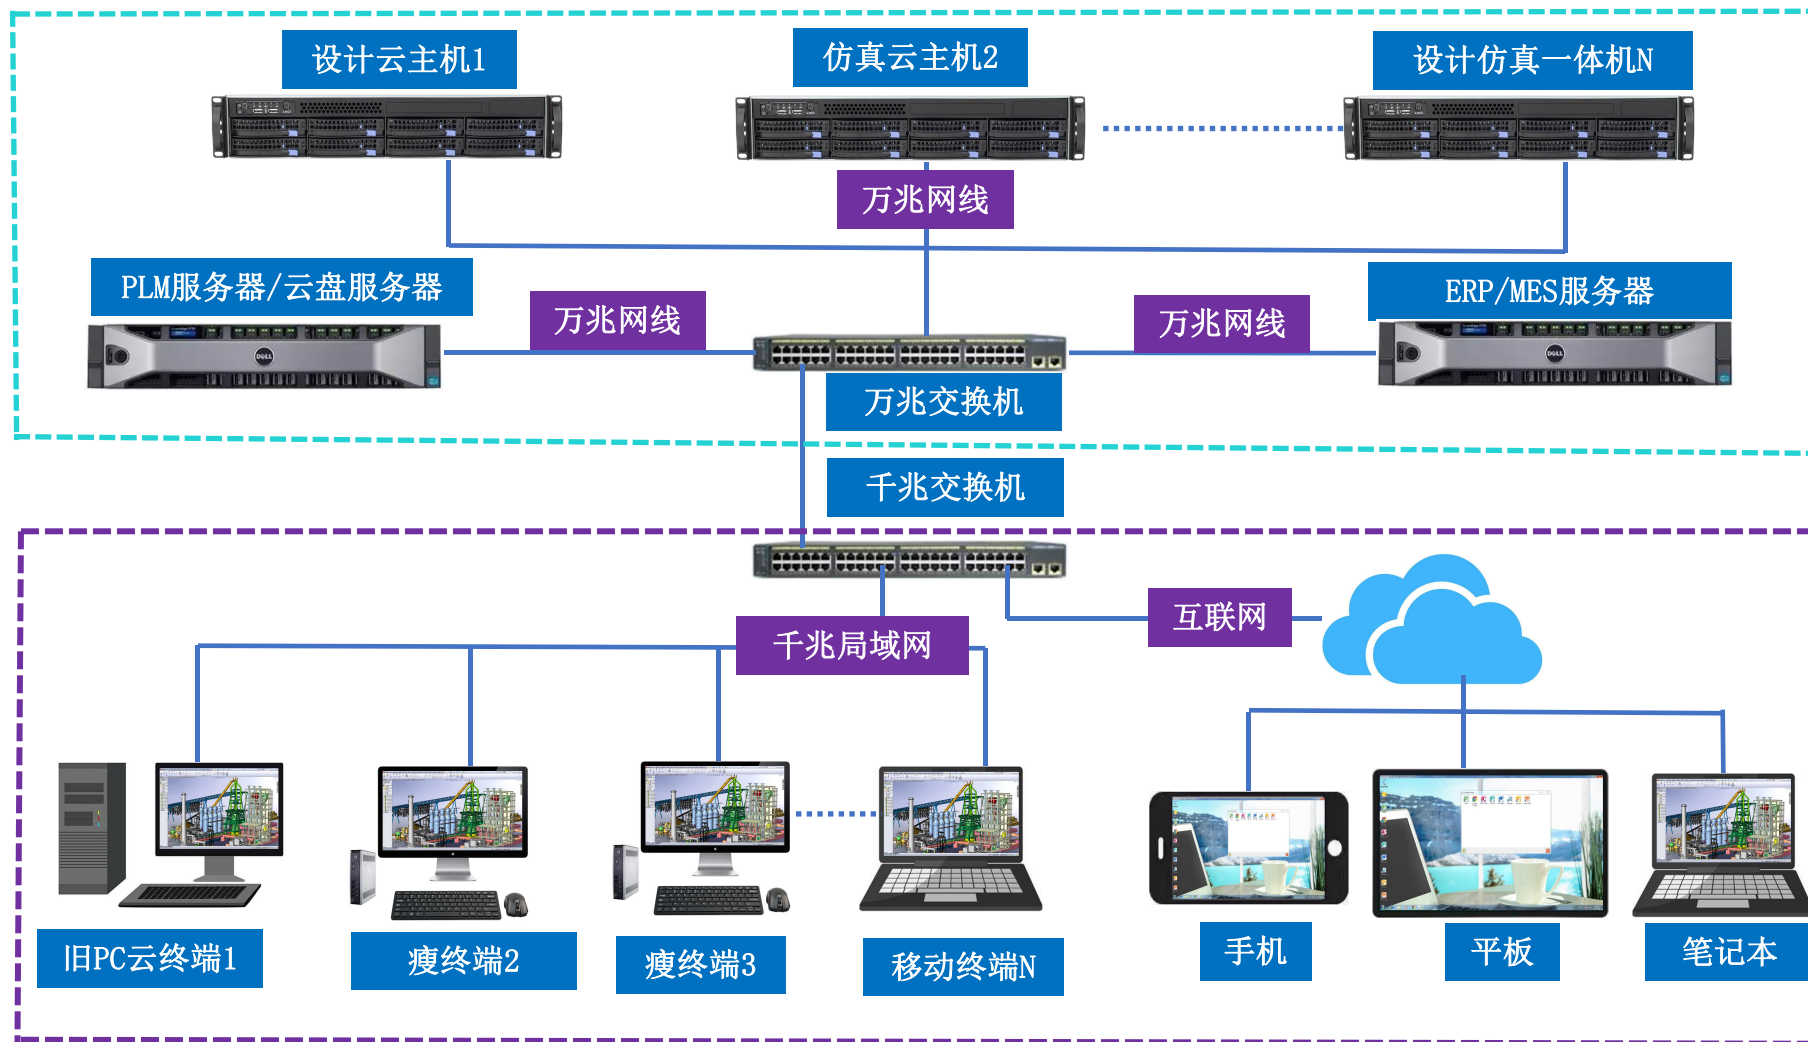 设计云主机1
仿真云主机2
设计仿真一体机N
万兆网线
PLM服务器/云盘服务器
万兆网线
万兆网线
ERP/MES服务器
DELL
DELL
万兆交换机
千兆交换机
互联网
千兆局域网
旧PC云终端1
瘦终端2
瘦终端3
移动终端N
手机
平板
笔记本